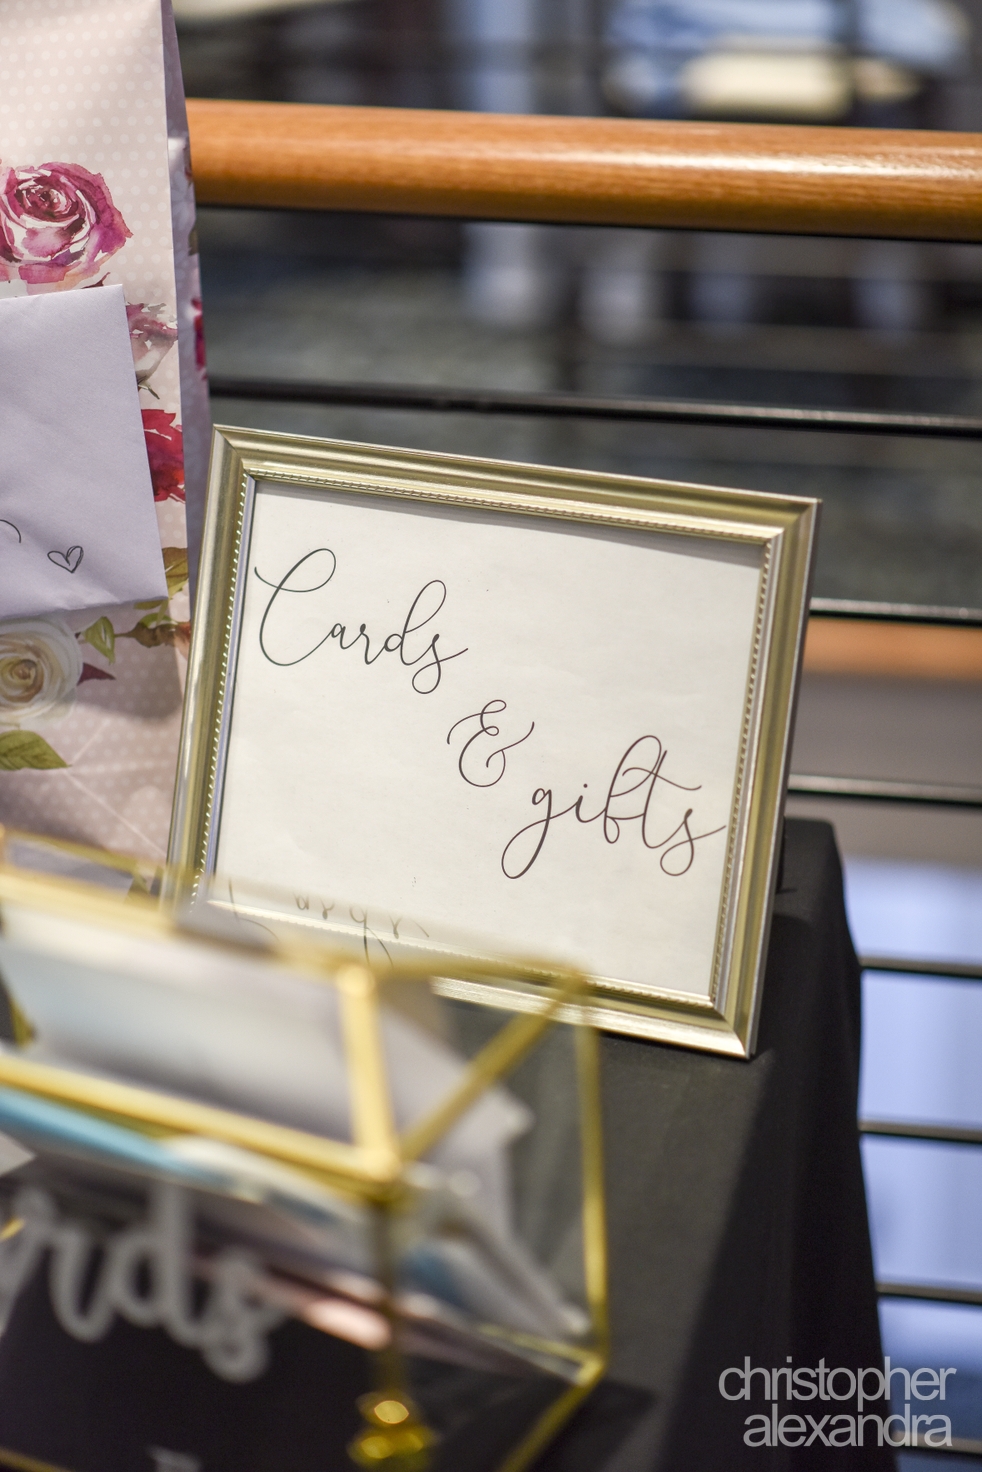 Cards
& gifts
christopher
alexandra